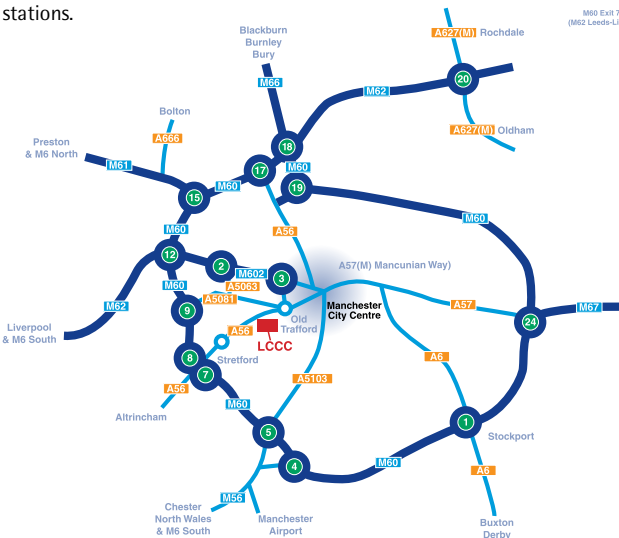 stations.
M60 Exit 7
(M62 Leeds-Li
A627(M) Rochdale
Blackburn
Burnley
Bury
M66
20
M62
Bolton
A666
A627(M) Oldham
Preston
& M6 North
M61
18
M60
17
M60
19
15
M60
M60
A56
12
2
M602
3
A57(M) Mancunian Way)
M60
A5063
A5081
M62
9
A57
M67
Manchester
City Centre
Old
Trafford
24
Liverpool
& M6 South
A56
LCCC
8
Stretford
A6
7
A5103
A56
M60
Altrincham
5
1
Stockport
4
M60
A6
M56
Chester
North Wales
& M6 South
Manchester
Airport
Buxton
Derby